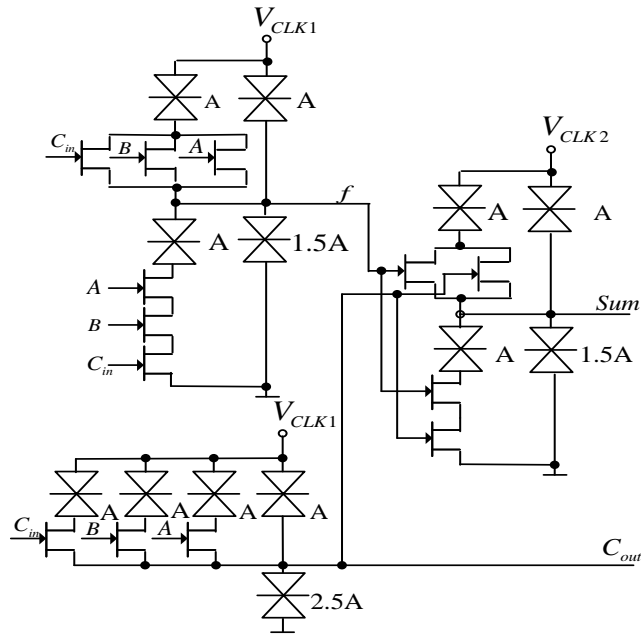 V_CLK1
A A
C_in B A
f
V_CLK2
A 1.5A
A A
A
B
Sum
C_in
A 1.5A
V_CLK1
A A A A
C_in B A
C_out
2.5A